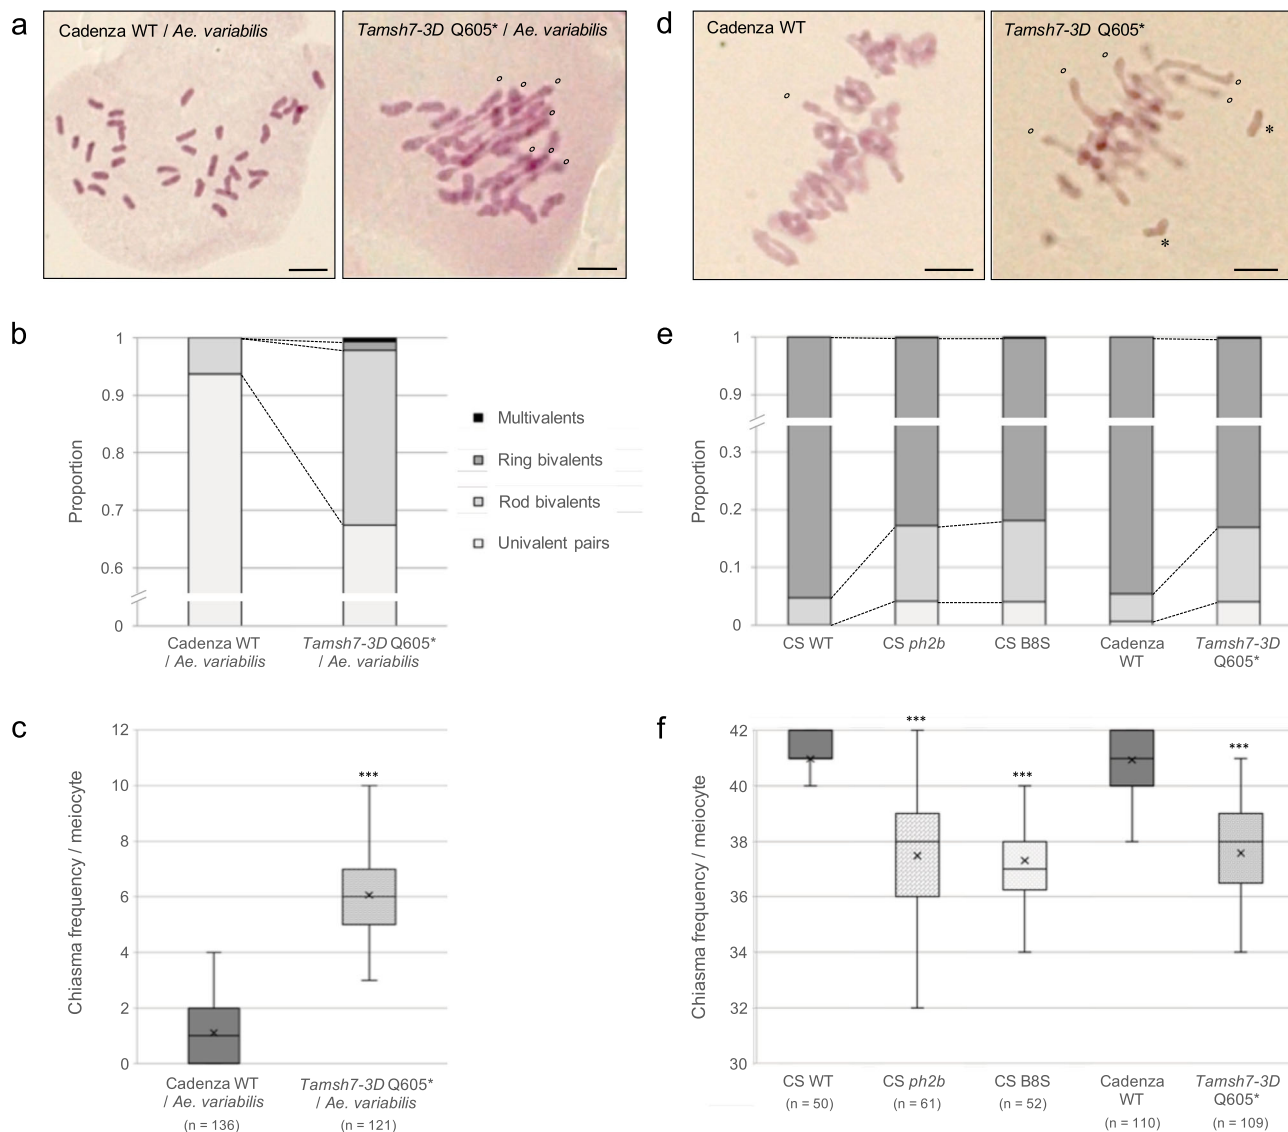 a
Cadenza WT / Ae. variabilis
Tamsh7-3D Q605* / Ae. variabilis
d
Cadenza WT
Tamsh7-3D Q605*
*
*
b
Proportion
1
0.9
0.8
0.7
0.6
0
Cadenza WT
/ Ae. variabilis
Tamsh7-3D Q605*
/ Ae. variabilis
Multivalents
Ring bivalents
Rod bivalents
Univalent pairs
e
Proportion
1
0.9
0.3
0.2
0.1
0
CS WT
CS ph2b
CS B8S
Cadenza
WT
Tamsh7-3D
Q605*
c
Chiasma frequency / meiocyte
12
10
8
6
4
2
0
***
Cadenza WT
/ Ae. variabilis
(n = 136)
Tamsh7-3D Q605*
/ Ae. variabilis
(n = 121)
f
Chiasma frequency / meiocyte
42
40
38
36
34
32
30
***
***
***
CS WT
(n = 50)
CS ph2b
(n = 61)
CS B8S
(n = 52)
Cadenza
WT
(n = 110)
Tamsh7-3D
Q605*
(n = 109)